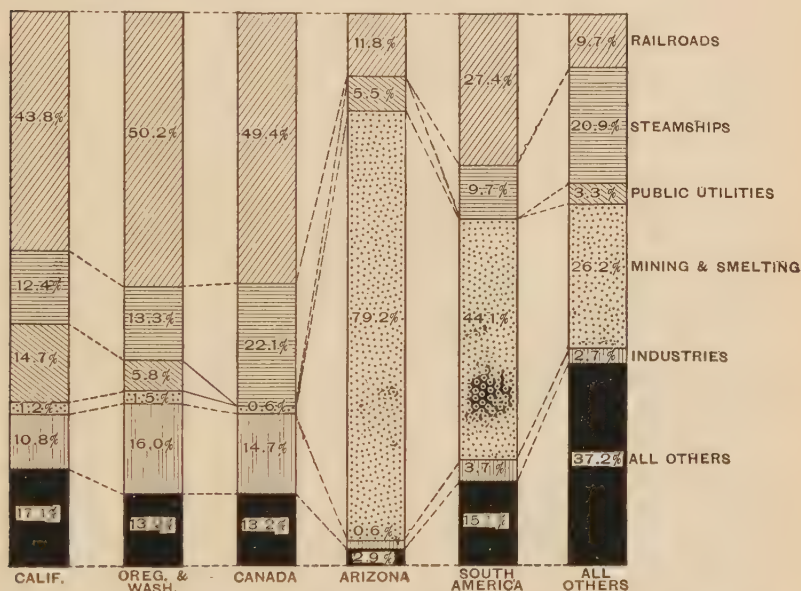 43.8%
12.4%
14.7%
1.2%
10.8%
17.1%
CALIF.
50.2%
13.3%
5.8%
1.5%
16.0%
OREG. &
WASH.
49.4%
22.1%
0.6%
14.7%
13.2%
CANADA
11.8%
5.5%
79.2%
0.6%
2.9%
ARIZONA
27.4%
9.7%
44.1%
3.7%
SOUTH
AMERICA
9.7% RAILROADS
20.9% STEAMSHIPS
3.3% PUBLIC UTILITIES
26.2% MINING & SMELTING
2.7% INDUSTRIES
37.2% ALL OTHERS
ALL
OTHERS